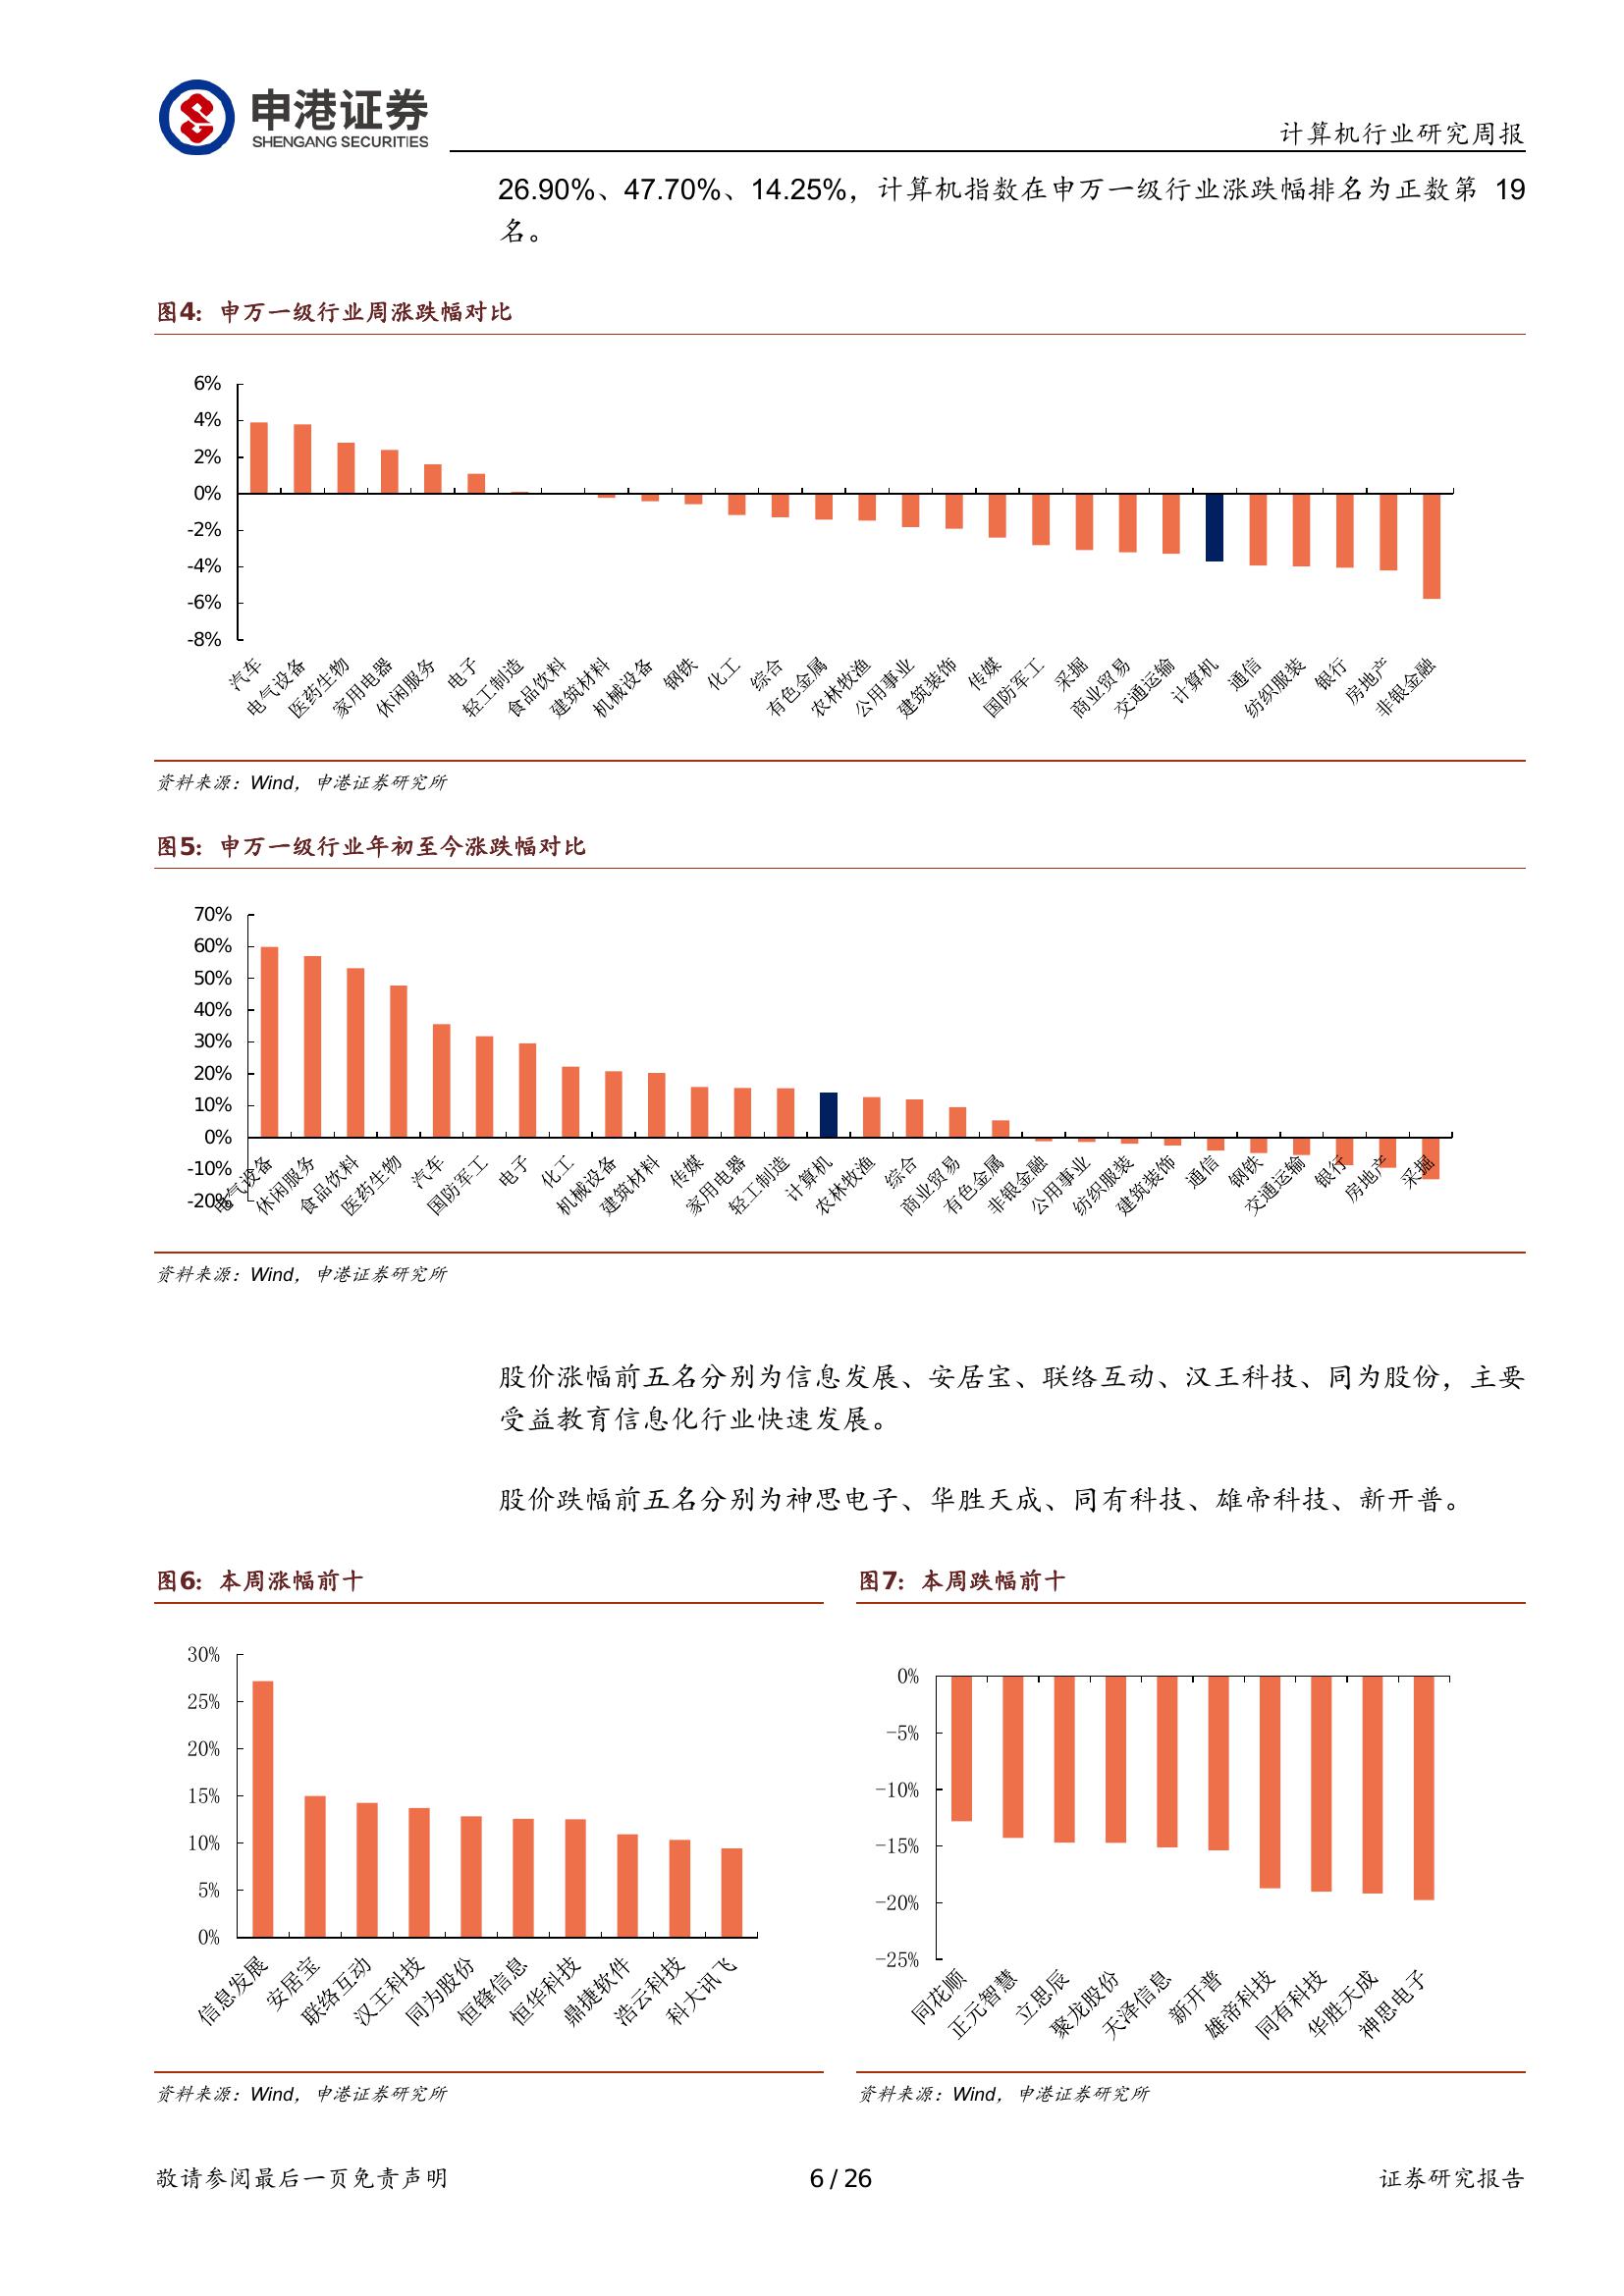 申港证券
SHENGANG SECURITIES
计算机行业研究周报
26.90%、47.70%、14.25%，计算机指数在申万一级行业涨跌幅排名为正数第 19
名。
图4：申万一级行业周涨跌幅对比
6%
4%
2%
0%
-2%
-4%
-6%
-8%
汽车
电气设备
医药生物
家用电器
休闲服务
电子
轻工制造
食品饮料
建筑材料
机械设备
钢铁
化工
综合
有色金属
农林牧渔
公用事业
建筑装饰
传媒
国防军工
采掘
商业贸易
交通运输
计算机
通信
纺织服装
银行
房地产
非银金融
资料来源：Wind，申港证券研究所
图5：申万一级行业年初至今涨跌幅对比
70%
60%
50%
40%
30%
20%
10%
0%
-10%
-20%
电气设备
休闲服务
食品饮料
医药生物
汽车
国防军工
电子
化工
机械设备
建筑材料
传媒
家用电器
轻工制造
计算机
农林牧渔
综合
商业贸易
有色金属
非银金融
公用事业
纺织服装
建筑装饰
通信
钢铁
交通运输
银行
房地产
采掘
资料来源：Wind，申港证券研究所
股价涨幅前五名分别为信息发展、安居宝、联络互动、汉王科技、同为股份，主要
受益教育信息化行业快速发展。
股价跌幅前五名分别为神思电子、华胜天成、同有科技、雄帝科技、新开普。
图6：本周涨幅前十
30%
25%
20%
15%
10%
5%
0%
信息发展
安居宝
联络互动
汉王科技
同为股份
恒锋信息
恒华科技
鼎捷软件
浩云科技
科大讯飞
资料来源：Wind，申港证券研究所
图7：本周跌幅前十
0%
-5%
-10%
-15%
-20%
-25%
同花顺
正元智慧
立思辰
聚龙股份
天泽信息
新开普
雄帝科技
同有科技
华胜天成
神思电子
资料来源：Wind，申港证券研究所
敬请参阅最后一页免责声明
6 / 26
证券研究报告